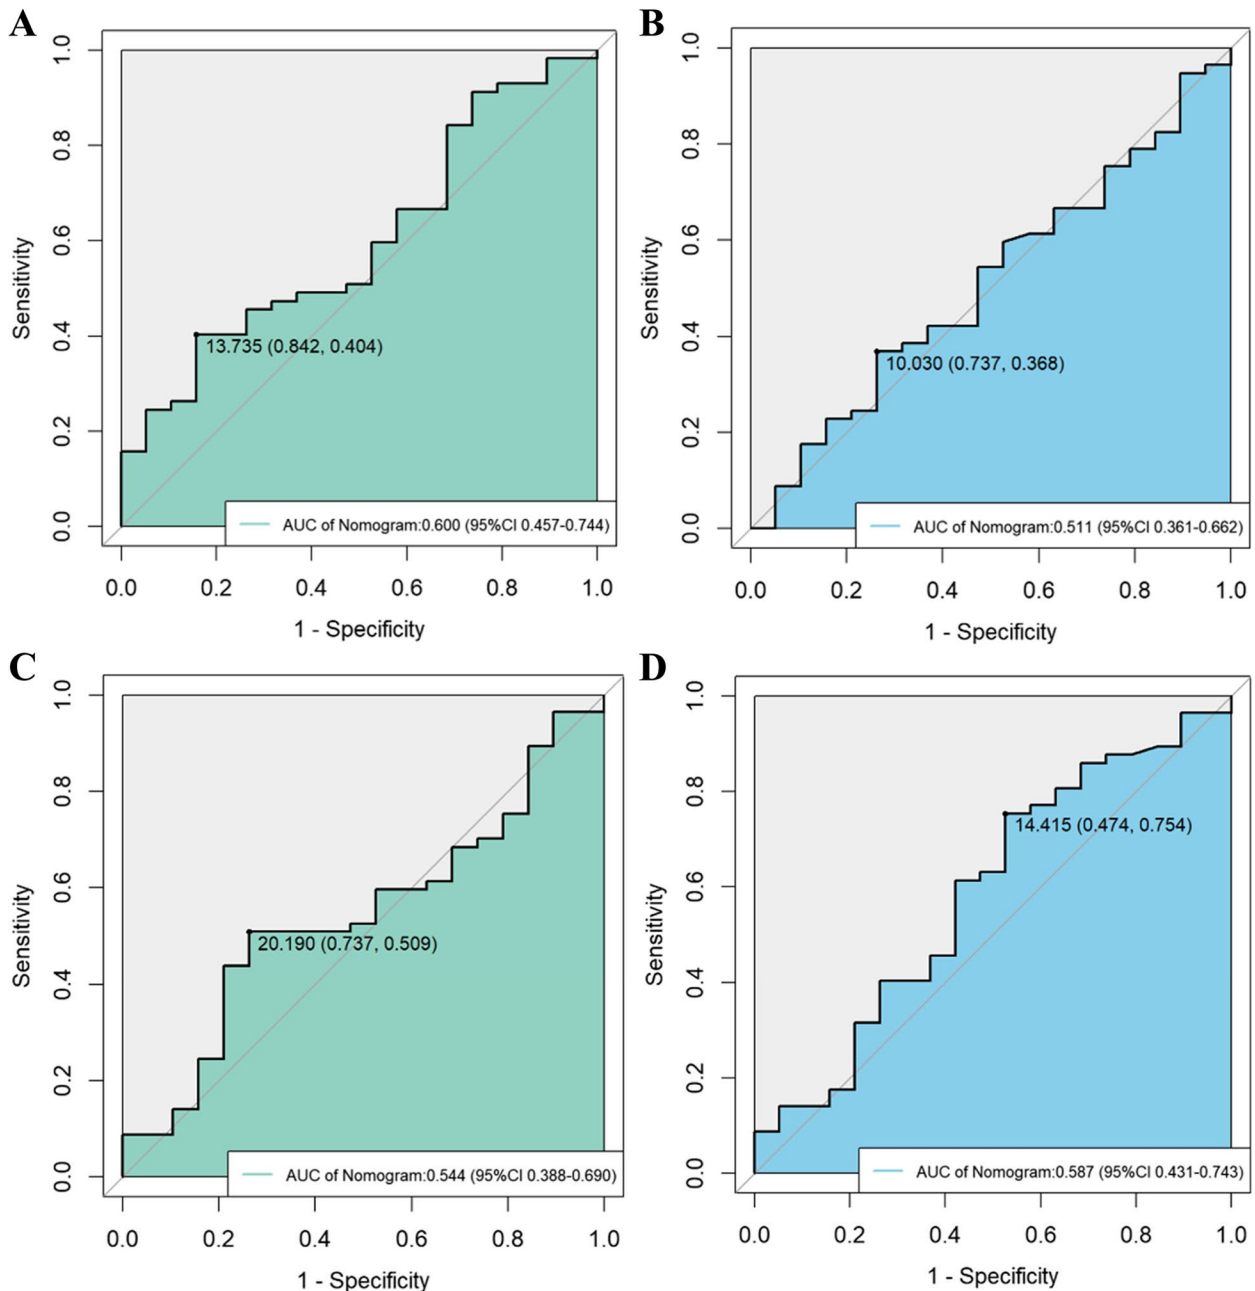 A
1.0
0.8
0.6
0.4
0.2
0.0
Sensitivity
13.735 (0.842, 0.404)
AUC of Nomogram:0.600 (95%CI 0.457-0.744)
0.0 0.2 0.4 0.6 0.8 1.0
1 - Specificity
B
1.0
0.8
0.6
0.4
0.2
0.0
Sensitivity
10.030 (0.737, 0.368)
AUC of Nomogram:0.511 (95%CI 0.361-0.662)
0.0 0.2 0.4 0.6 0.8 1.0
1 - Specificity
C
1.0
0.8
0.6
0.4
0.2
0.0
Sensitivity
20.190 (0.737, 0.509)
AUC of Nomogram:0.544 (95%CI 0.388-0.690)
0.0 0.2 0.4 0.6 0.8 1.0
1 - Specificity
D
1.0
0.8
0.6
0.4
0.2
0.0
Sensitivity
14.415 (0.474, 0.754)
AUC of Nomogram:0.587 (95%CI 0.431-0.743)
0.0 0.2 0.4 0.6 0.8 1.0
1 - Specificity